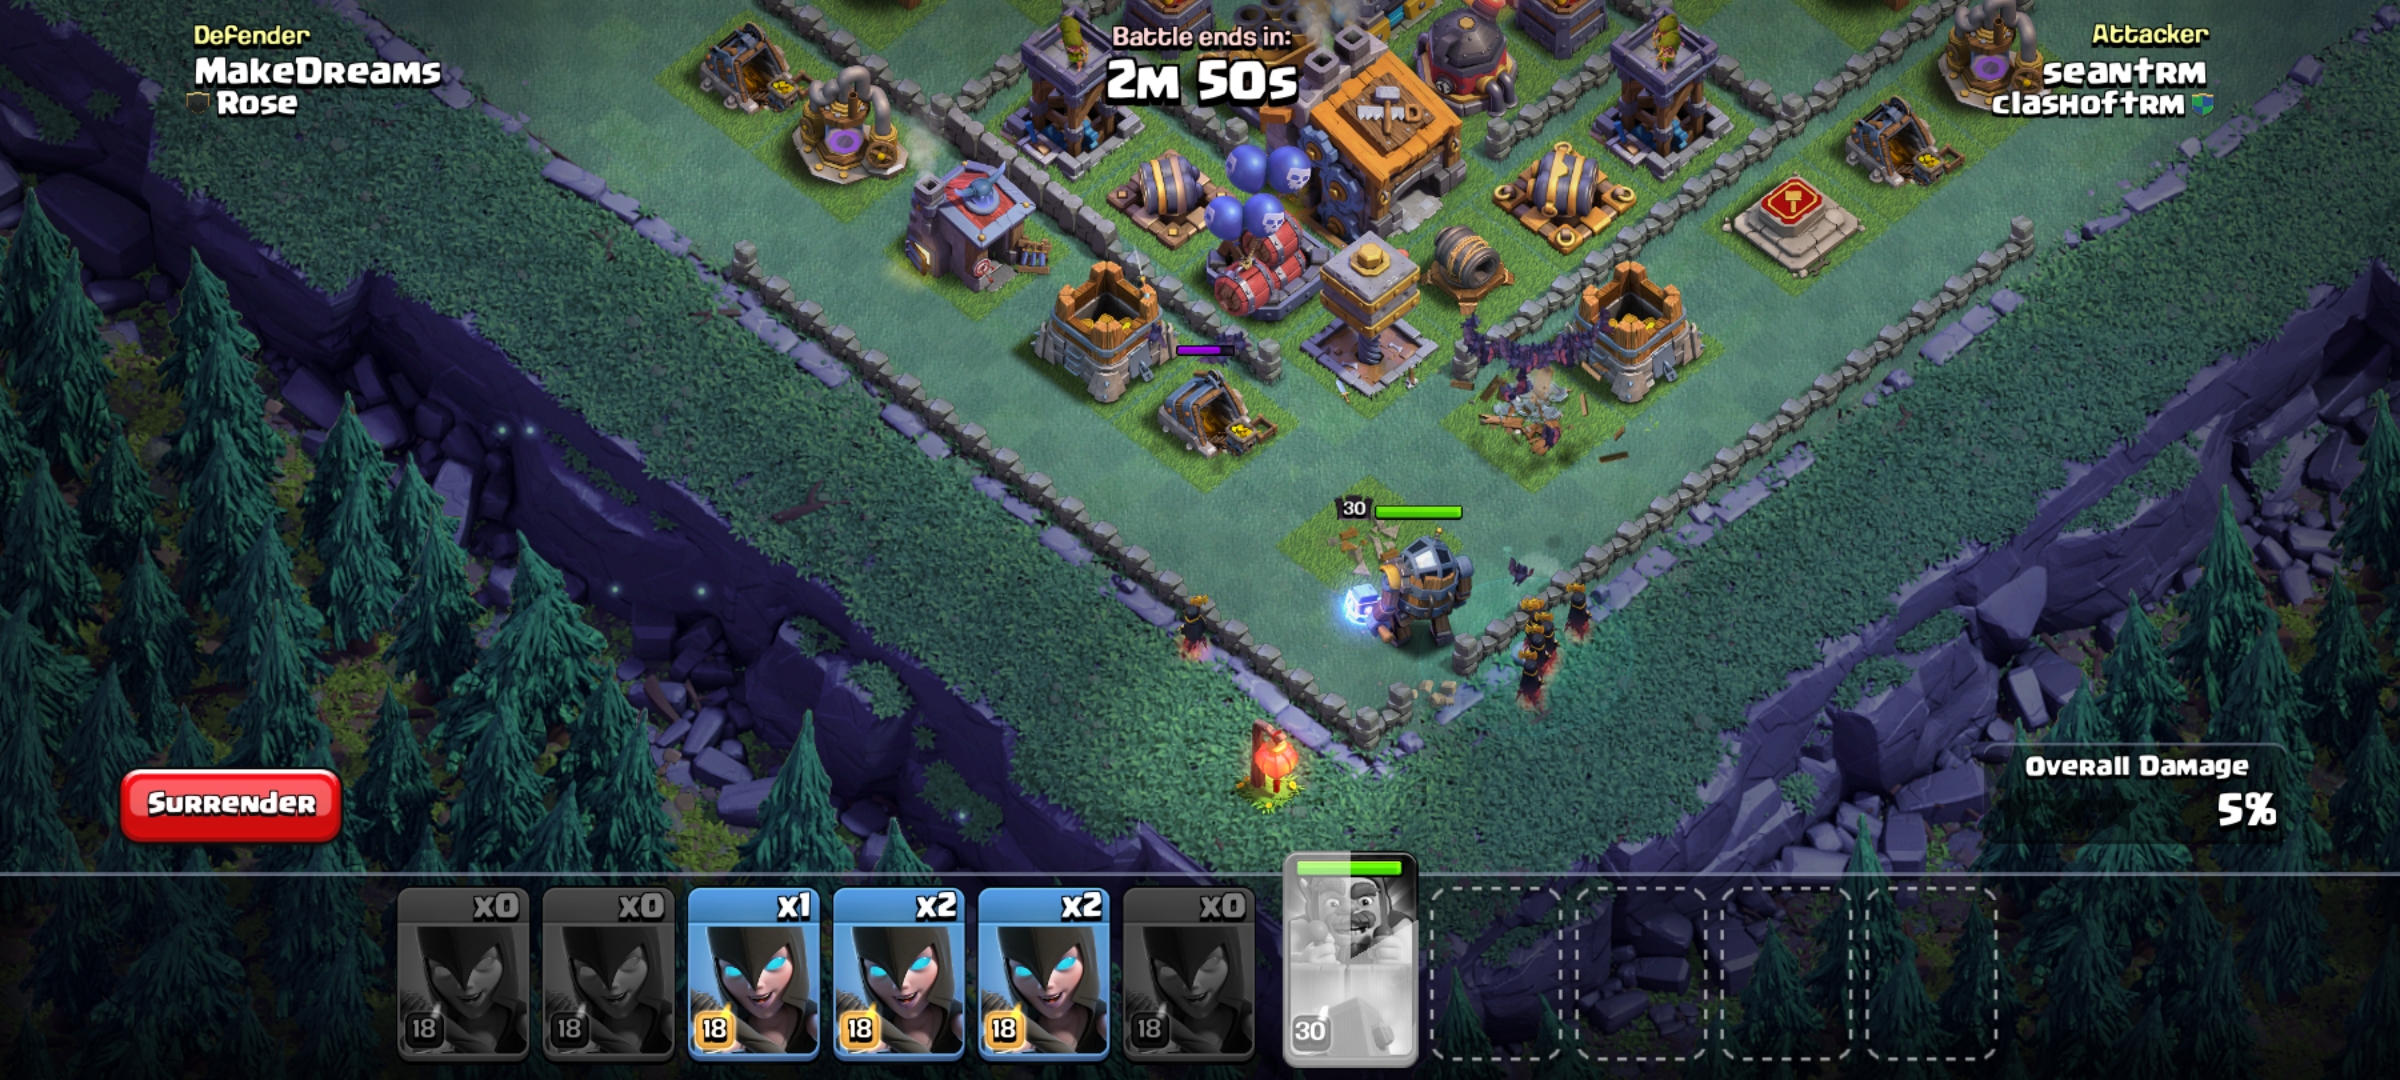 Defender
MakeDreams
Rose
Battle ends in:
2m 50s
Attacker
seantrm
clashoftrm
30
Surrender
Overall Damage
5%
x0
x0
x1
x2
x2
x0
18
18
18
18
18
18
30